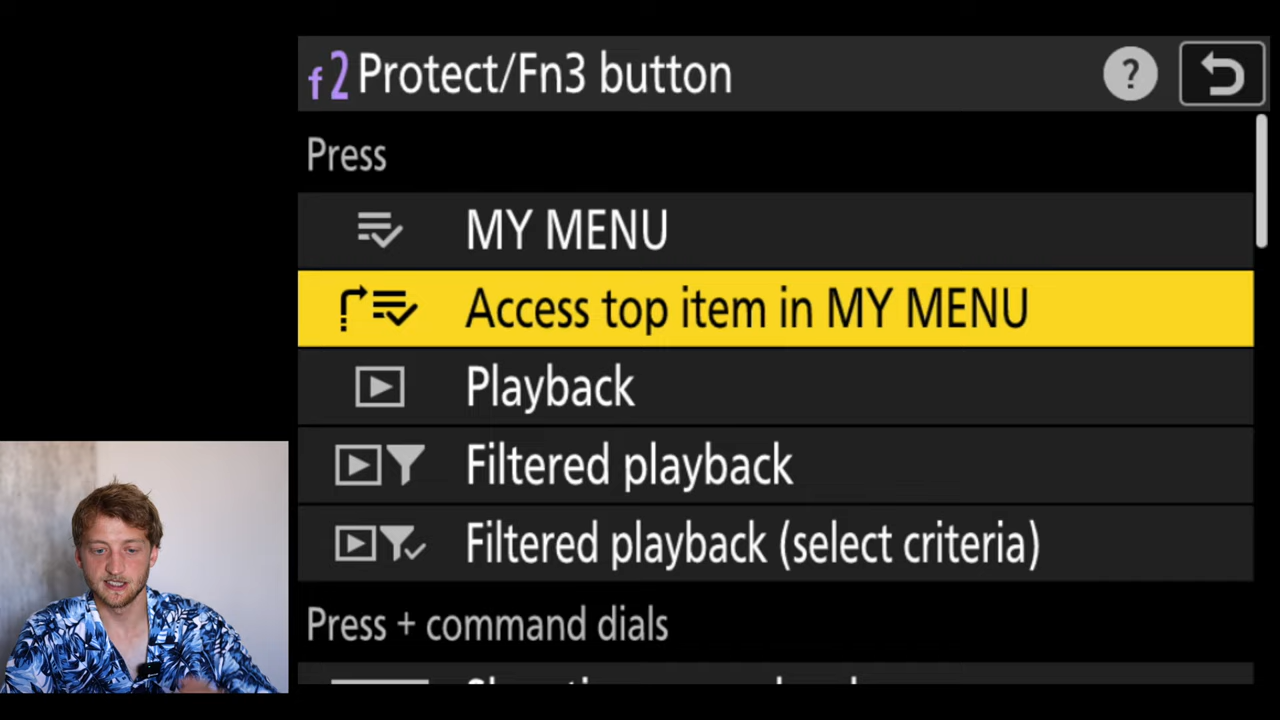 f2 Protect/Fn3 button ?
Press
MY MENU
Access top item in MY MENU
Playback
Filtered playback
Filtered playback (select criteria)
Press + command dials